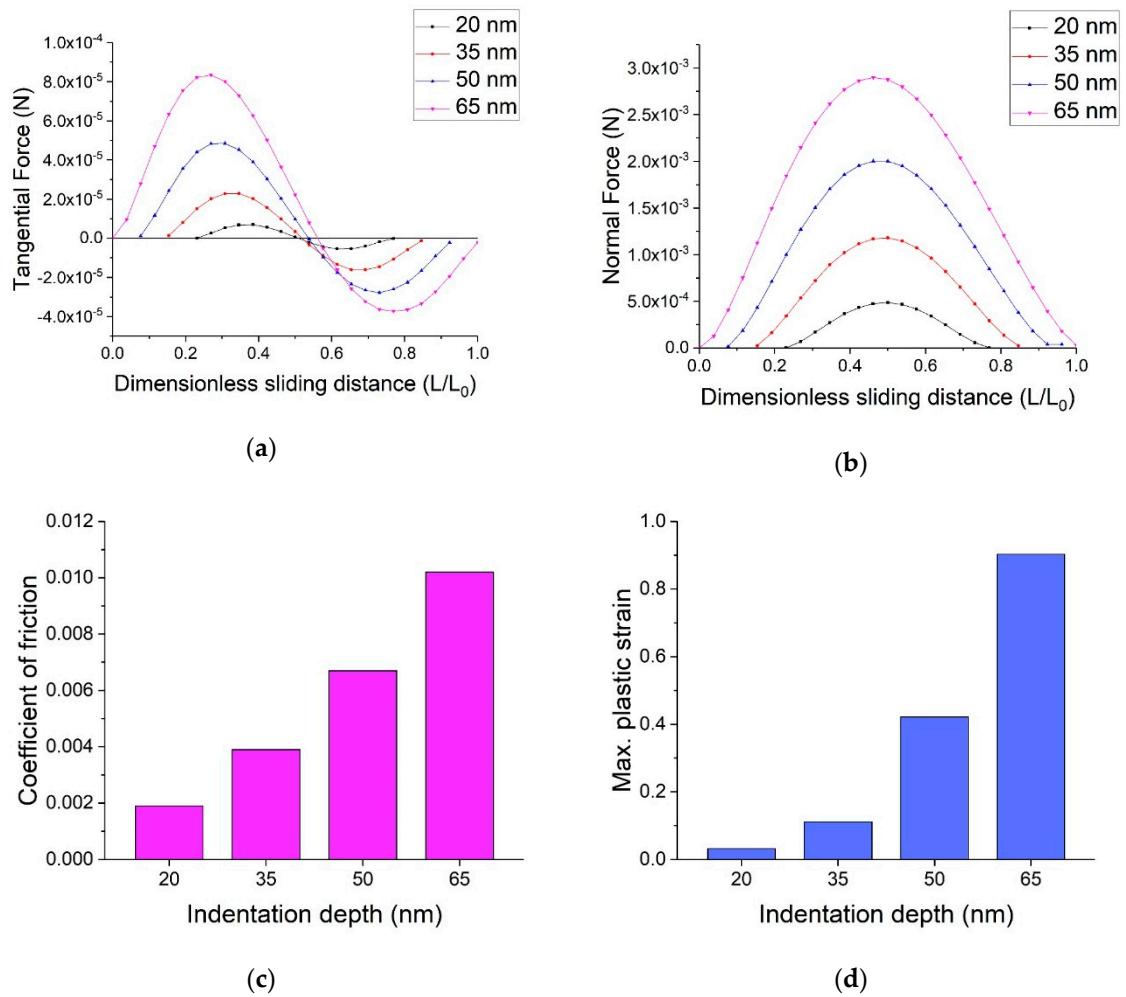 20 nm
35 nm
50 nm
65 nm
1.0x10⁻⁴
8.0x10⁻⁵
6.0x10⁻⁵
4.0x10⁻⁵
2.0x10⁻⁵
0.0
-2.0x10⁻⁵
-4.0x10⁻⁵
Tangential Force (N)
0.0 0.2 0.4 0.6 0.8 1.0
Dimensionless sliding distance (L/L₀)
(a)
20 nm
35 nm
50 nm
65 nm
3.0x10⁻³
2.5x10⁻³
2.0x10⁻³
1.5x10⁻³
1.0x10⁻³
5.0x10⁻⁴
0.0
Normal Force (N)
0.0 0.2 0.4 0.6 0.8 1.0
Dimensionless sliding distance (L/L₀)
(b)
0.012
0.010
0.008
0.006
0.004
0.002
0.000
Coefficient of friction
20 35 50 65
Indentation depth (nm)
(c)
1.0
0.8
0.6
0.4
0.2
0.0
Max. plastic strain
20 35 50 65
Indentation depth (nm)
(d)